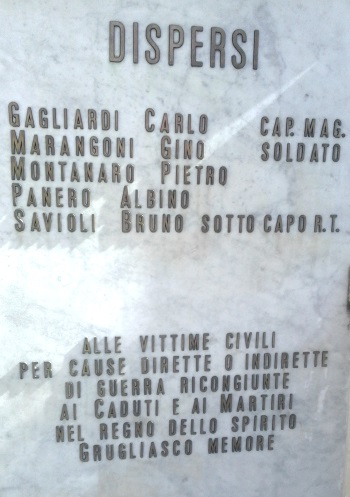 DISPERSI
GAGLIARDI CARLO CAP. MAG.
MARANGONI GINO SOLDATO
MONTANARO PIETRO
PANERO ALBINO
SAVIOLI BRUNO SOTTO CAPO R.T.
ALLE VITTIME CIVILI
PER CAUSE DIRETTE O INDIRETTE
DI GUERRA RICONGIUNTE
AI CADUTI E AI MARTIRI
NEL REGNO DELLO SPIRITO
GRUGLIASCO MEMORE